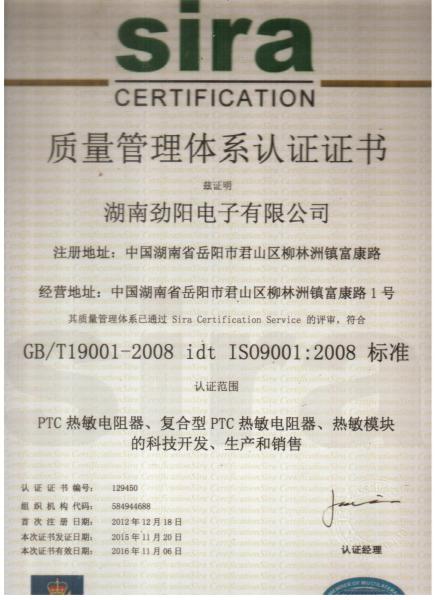 sira
CERTIFICATION
质量管理体系认证证书
兹证明
湖南劲阳电子有限公司
注册地址：中国湖南省岳阳市君山区柳林洲镇富康路
经营地址：中国湖南省岳阳市君山区柳林洲镇富康路1号
其质量管理体系已通过 Sira Certification Service 的评审，符合
GB/T19001-2008 idt ISO9001:2008 标准
认证范围
PTC 热敏电阻器、复合型 PTC 热敏电阻器、热敏模块
的科技开发、生产和销售
认证证书编号： 129450
组织机构代码： 584944688
首次注册日期： 2012年12月18日
本次证书发证日期： 2015年11月20日
本次证书有效日期： 2016年11月06日
认证经理
MEMBER OF MULTILATERAL